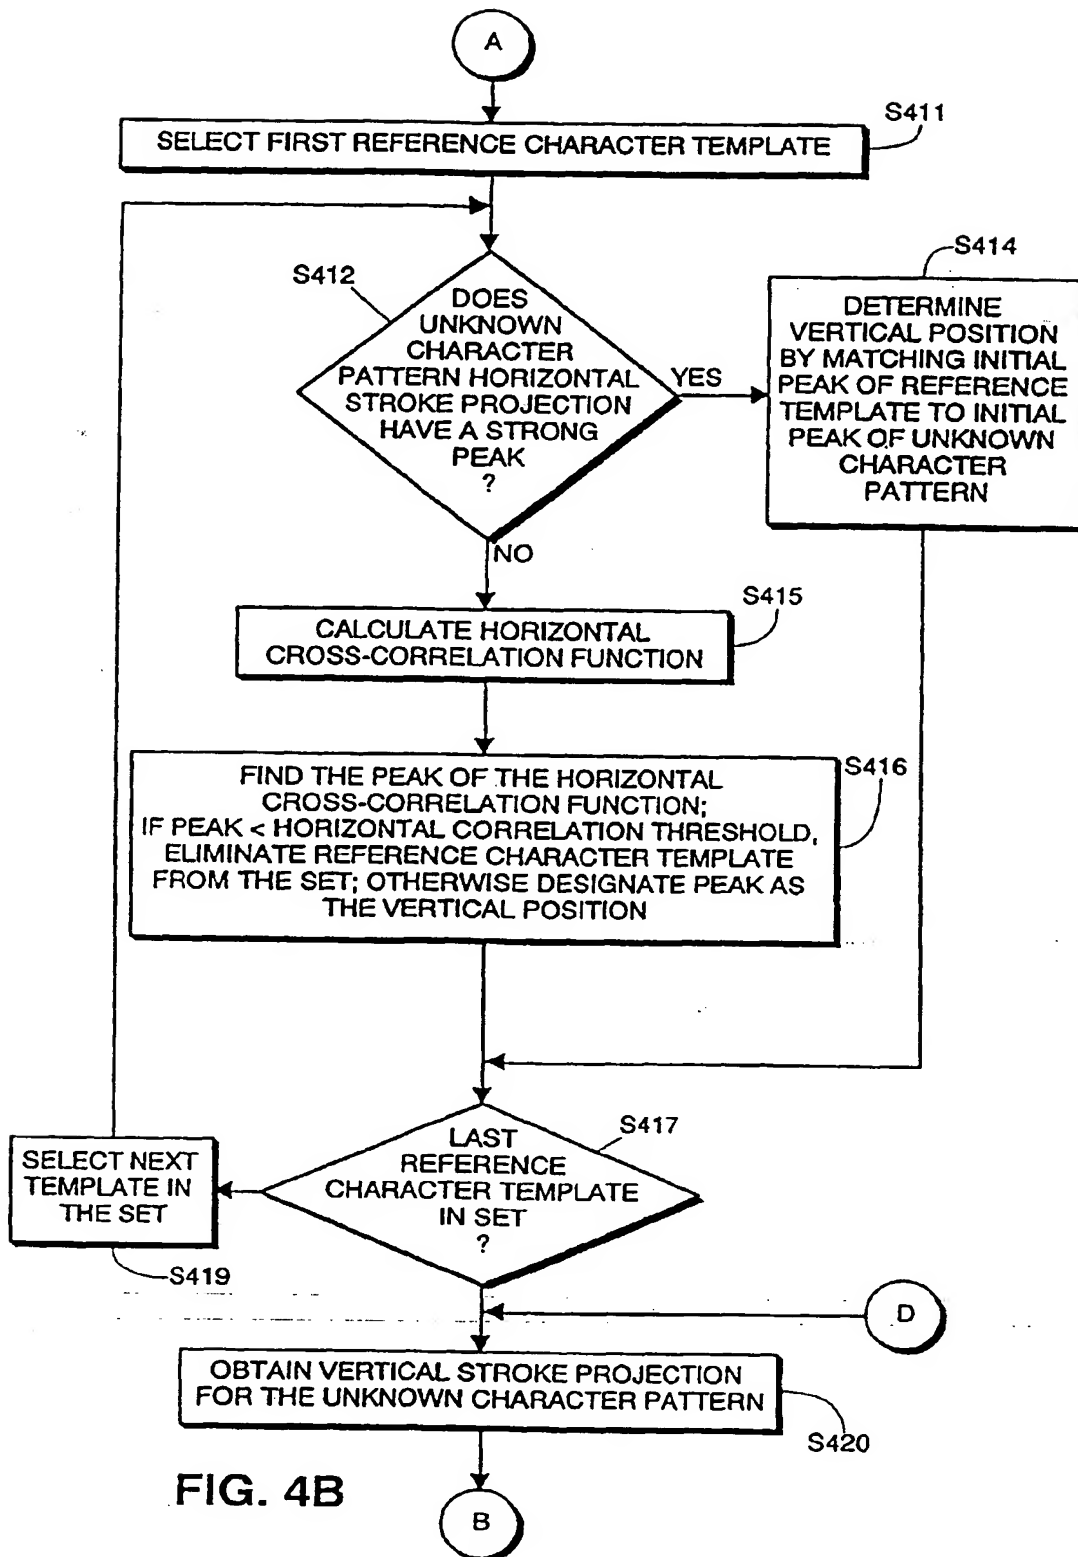 A
S411
SELECT FIRST REFERENCE CHARACTER TEMPLATE
S412
DOES
UNKNOWN
CHARACTER
PATTERN HORIZONTAL
STROKE PROJECTION
HAVE A STRONG
PEAK
?
YES
S414
DETERMINE
VERTICAL POSITION
BY MATCHING INITIAL
PEAK OF REFERENCE
TEMPLATE TO INITIAL
PEAK OF UNKNOWN
CHARACTER
PATTERN
NO
S415
CALCULATE HORIZONTAL
CROSS-CORRELATION FUNCTION
S416
FIND THE PEAK OF THE HORIZONTAL
CROSS-CORRELATION FUNCTION;
IF PEAK < HORIZONTAL CORRELATION THRESHOLD,
ELIMINATE REFERENCE CHARACTER TEMPLATE
FROM THE SET; OTHERWISE DESIGNATE PEAK AS
THE VERTICAL POSITION
S417
LAST
REFERENCE
CHARACTER TEMPLATE
IN SET
?
SELECT NEXT
TEMPLATE IN
THE SET
S419
D
OBTAIN VERTICAL STROKE PROJECTION
FOR THE UNKNOWN CHARACTER PATTERN
S420
FIG. 4B
B